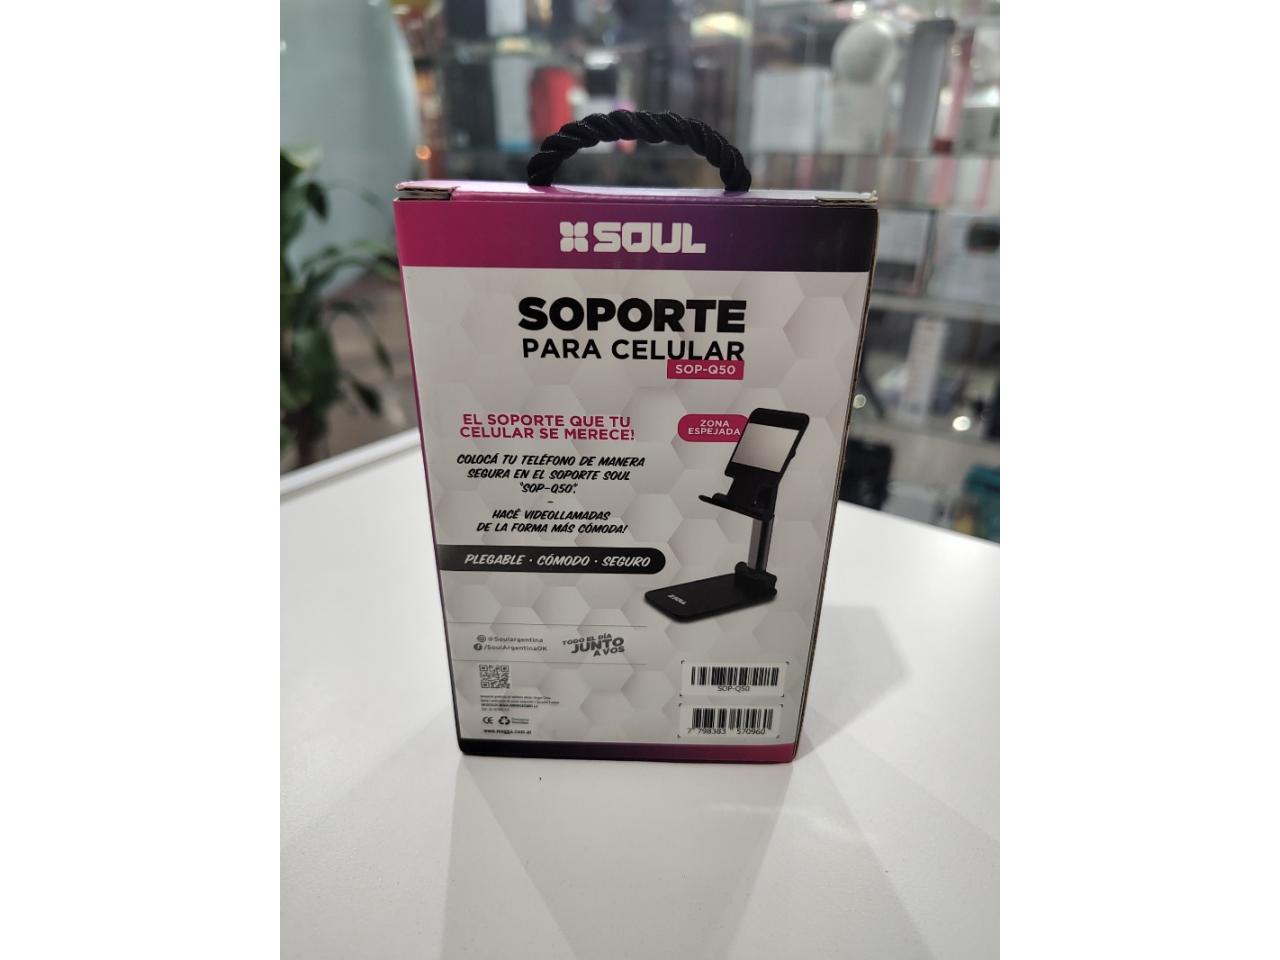 SOUL
SOPORTE
PARA CELULAR
SOP-Q50
EL SOPORTE QUE TU
CELULAR SE MERECE!
ZONA
ESPEJADA
COLOCÁ TU TELÉFONO DE MANERA
SEGURA EN EL SOPORTE SOUL
"SOP-Q50".
-
HACÉ VIDEOLLAMADAS
DE LA FORMA MÁS CÓMODA!
PLEGABLE · CÓMODO · SEGURO
SOUL
@Soulargentina
/SoulArgentinaOK
TODO EL DÍA
JUNTO
A VOS
SOP-Q50
CE
7 798383 570960